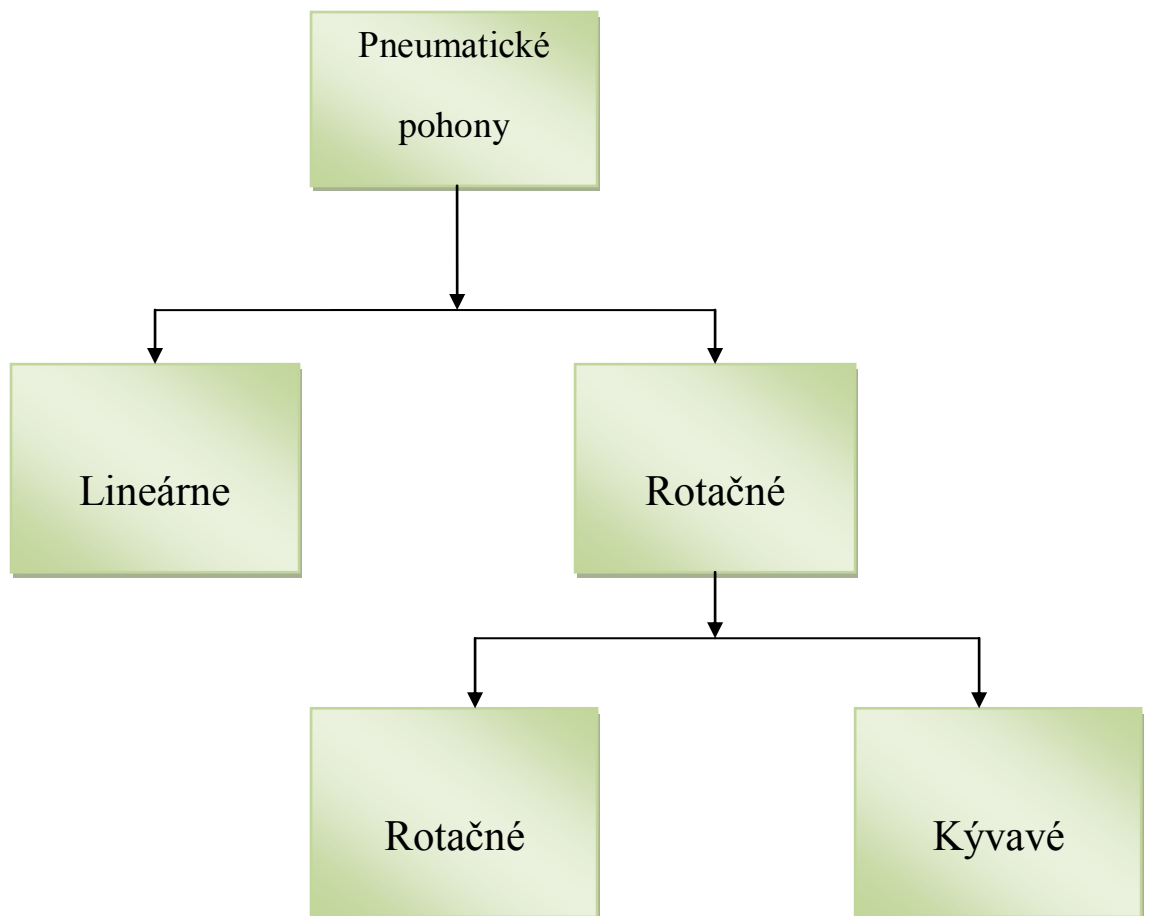 Pneumatické
pohony
Lineárne
Rotačné
Rotačné
Kývavé